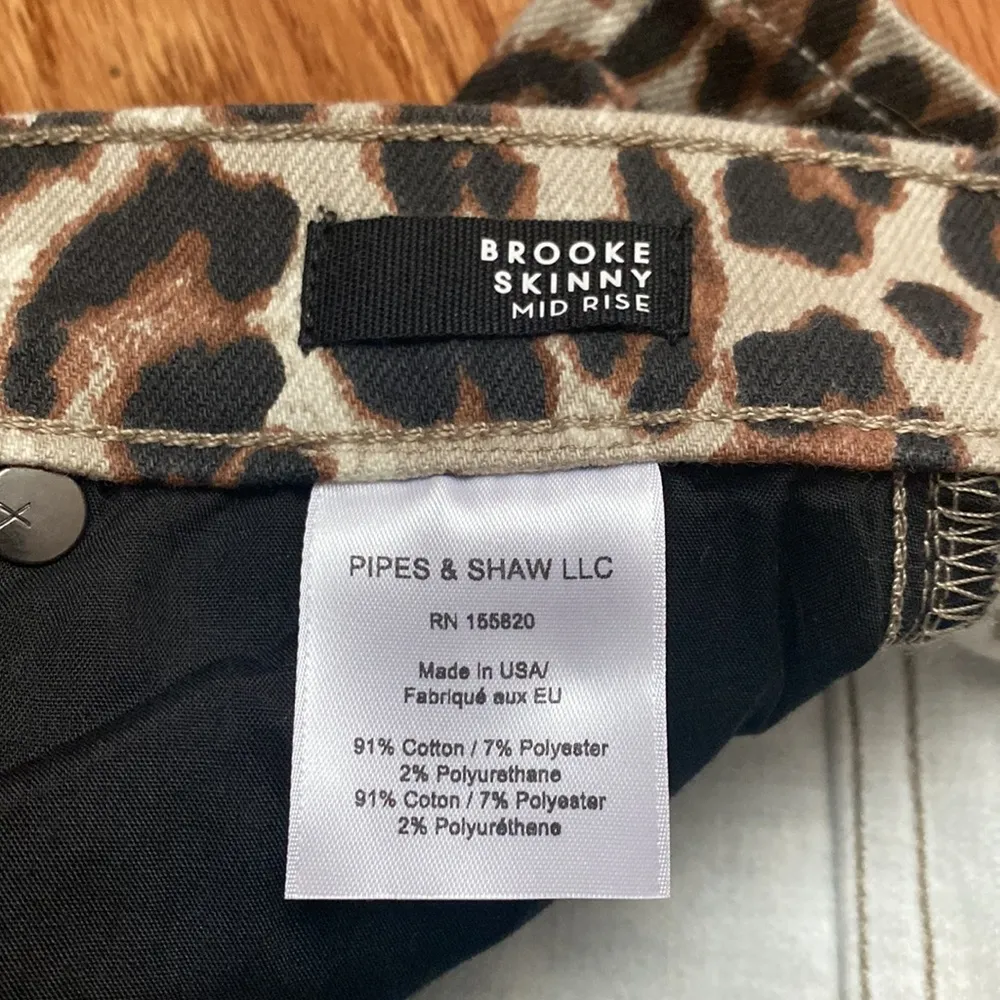 BROOKE
SKINNY
MID RISE
PIPES & SHAW LLC
RN 155620
Made in USA/
Fabriqué aux EU
91% Cotton / 7% Polyester
2% Polyurethane
91% Coton / 7% Polyester
2% Polyuréthane